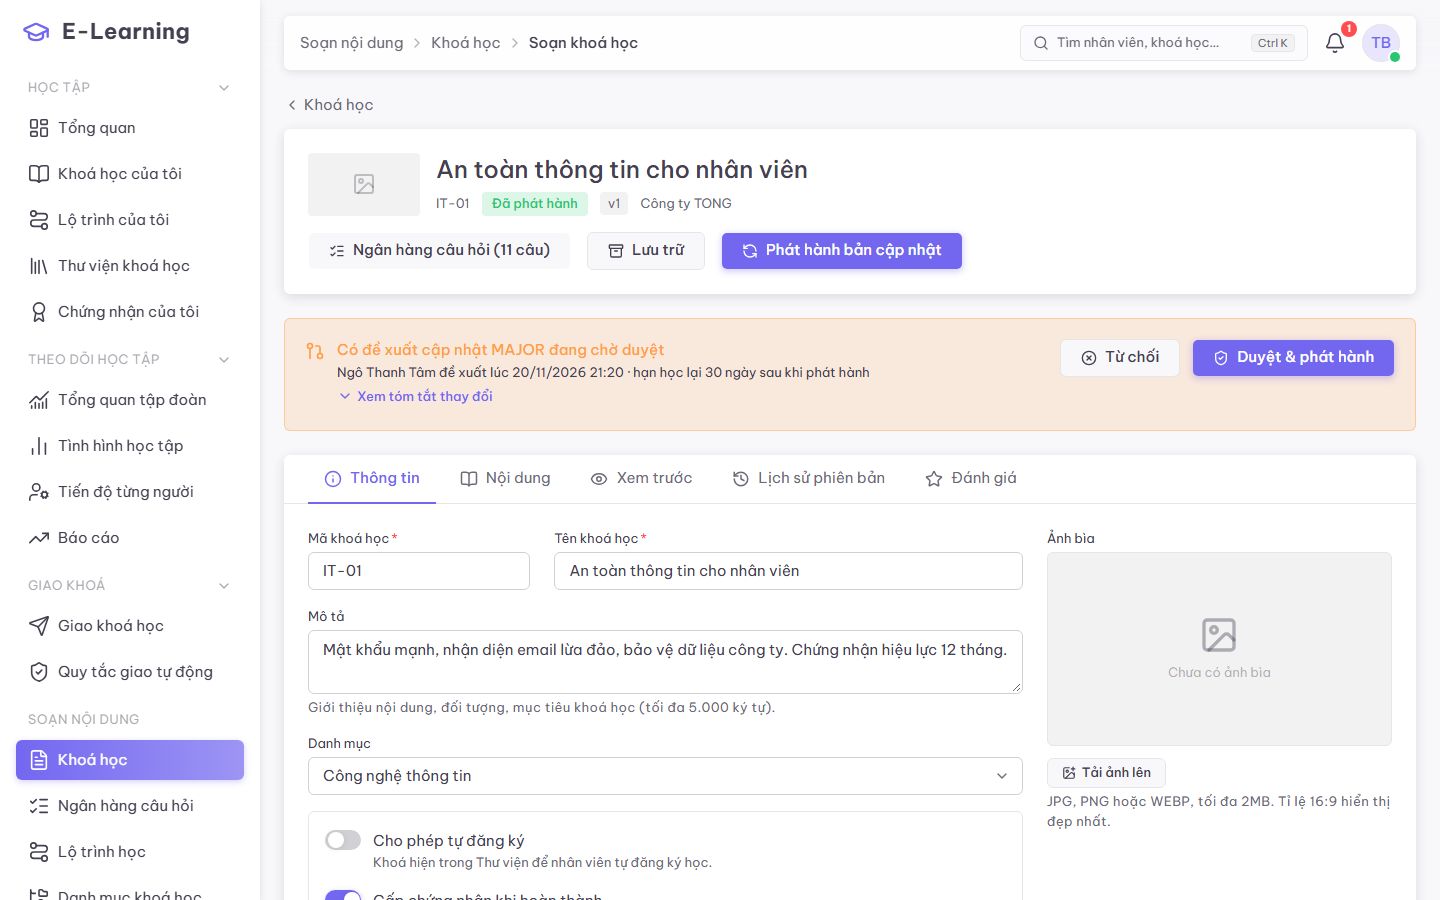 E-Learning
HỌC TẬP
Tổng quan
Khoá học của tôi
Lộ trình của tôi
Thư viện khoá học
Chứng nhận của tôi
THEO DÕI HỌC TẬP
Tổng quan tập đoàn
Tình hình học tập
Tiến độ từng người
Báo cáo
GIAO KHOÁ
Giao khoá học
Quy tắc giao tự động
SOẠN NỘI DUNG
Khoá học
Ngân hàng câu hỏi
Lộ trình học
Danh mục khoá học
Soạn nội dung > Khoá học > Soạn khoá học
Tìm nhân viên, khoá học... Ctrl K
1
TB
Khoá học
An toàn thông tin cho nhân viên
IT-01 Đã phát hành v1 Công ty TONG
Ngân hàng câu hỏi (11 câu) Lưu trữ Phát hành bản cập nhật
Có đề xuất cập nhật MAJOR đang chờ duyệt
Ngô Thanh Tâm đề xuất lúc 20/11/2026 21:20 · hạn học lại 30 ngày sau khi phát hành
Xem tóm tắt thay đổi
Từ chối Duyệt & phát hành
Thông tin Nội dung Xem trước Lịch sử phiên bản Đánh giá
Mã khoá học * Tên khoá học *
IT-01 An toàn thông tin cho nhân viên
Mô tả
Mật khẩu mạnh, nhận diện email lừa đảo, bảo vệ dữ liệu công ty. Chứng nhận hiệu lực 12 tháng.
Giới thiệu nội dung, đối tượng, mục tiêu khoá học (tối đa 5.000 ký tự).
Danh mục
Công nghệ thông tin
Cho phép tự đăng ký
Khoá hiện trong Thư viện để nhân viên tự đăng ký học.
Cấp chứng nhận khi hoàn thành
Ảnh bìa
Chưa có ảnh bìa
Tải ảnh lên
JPG, PNG hoặc WEBP, tối đa 2MB. Tỉ lệ 16:9 hiển thị
đẹp nhất.